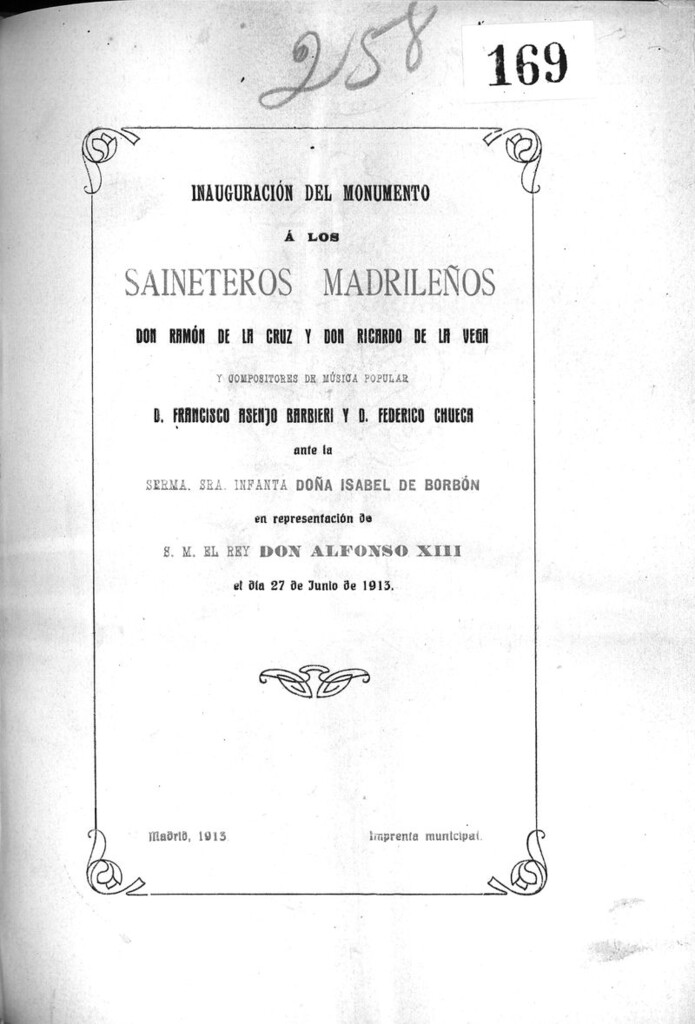 258
169
INAUGURACIÓN DEL MONUMENTO
Á LOS
SAINETEROS MADRILEÑOS
DON RAMÓN DE LA CRUZ Y DON RICARDO DE LA VEGA
Y COMPOSITORES DE MÚSICA POPULAR
D. FRANCISCO ASENJO BARBIERI Y D. FEDERICO CHUECA
ante la
SERMA. SRA. INFANTA DOÑA ISABEL DE BORBÓN
en representación de
S. M. EL REY DON ALFONSO XIII
el día 27 de Junio de 1913.
Madrid, 1913
Imprenta municipal.